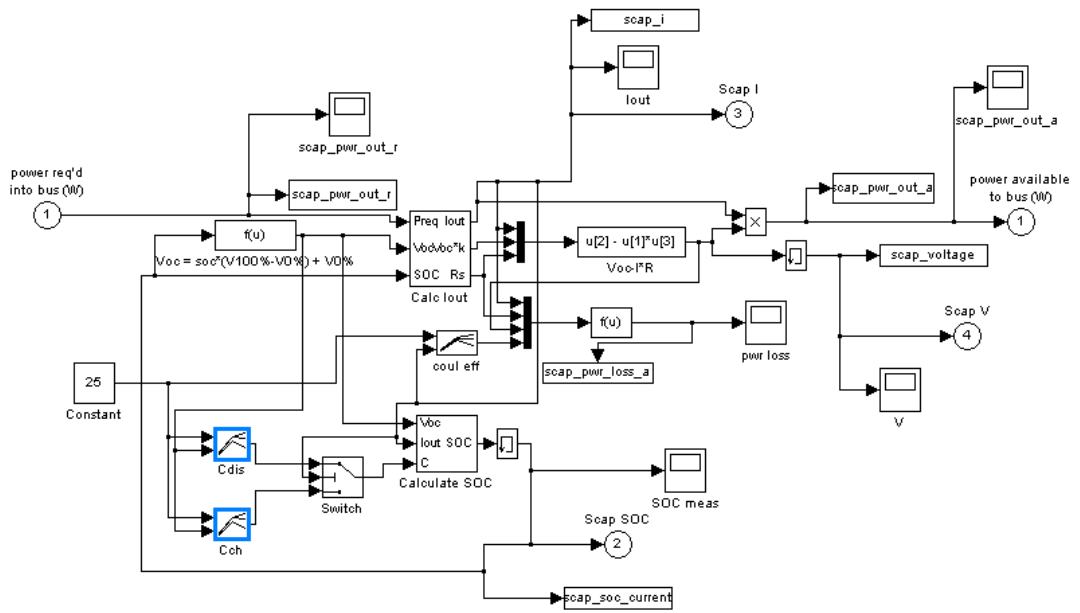 scap_i
Iout
Scap I
3
scap_pwr_out_a
scap_pwr_out_r
power req'd
into bus (W)
1
scap_pwr_out_r
scap_pwr_out_a
power available
to bus (W)
1
f(u)
Voc = soc*(V100%-V0%) + V0%
Preq Iout
Voc Voc*k
SOC Rs
Calc Iout
u[2] - u[1]*u[3]
Voc-I*R
×
scap_voltage
Scap V
4
f(u)
pwr loss
scap_pwr_loss_a
V
coul eff
25
Constant
Cdis
Cch
Switch
Voc
Iout SOC
C
Calculate SOC
SOC meas
Scap SOC
2
scap_soc_current